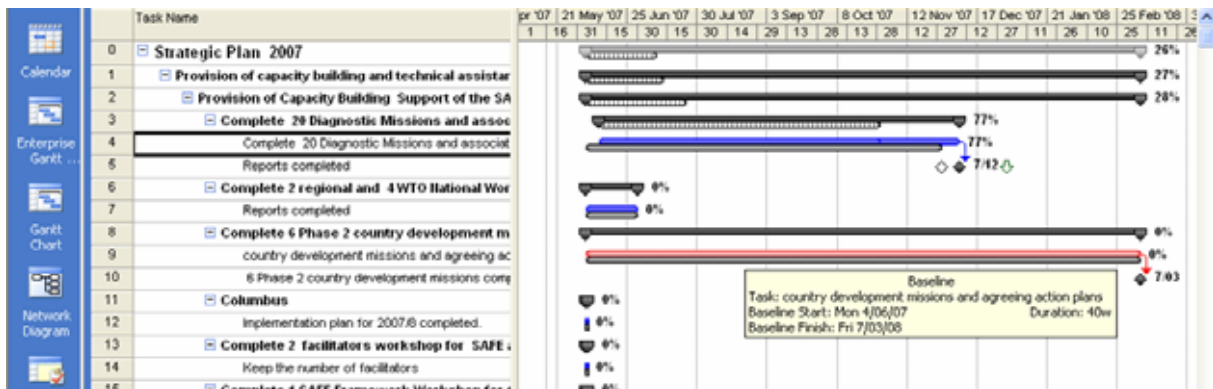 Task Name
pr '07 21 May '07 25 Jun '07 30 Jul '07 3 Sep '07 8 Oct '07 12 Nov '07 17 Dec '07 21 Jan '08 25 Feb '08 3
1 16 31 15 30 15 30 14 29 13 28 13 28 12 27 12 27 11 26 10 25 11 26
Calendar
Enterprise
Gantt ...
Gantt
Chart
Network
Diagram
0 Strategic Plan 2007 26%
1 Provision of capacity building and technical assistar 27%
2 Provision of Capacity Building Support of the SA 28%
3 Complete 20 Diagnostic Missions and assoc 77%
4 Complete 20 Diagnostic Missions and associat 77%
5 Reports completed 7/12
6 Complete 2 regional and 4 WTO National Wor 0%
7 Reports completed 0%
8 Complete 6 Phase 2 country development m 0%
9 country development missions and agreeing ac 0%
10 6 Phase 2 country development missions comp 7/03
Baseline
Task: country development missions and agreeing action plans
Baseline Start: Mon 4/06/07 Duration: 40w
Baseline Finish: Fri 7/03/08
11 Columbus 0%
12 Implementation plan for 2007/8 completed. 0%
13 Complete 2 facilitators workshop for SAFE 0%
14 Keep the number of facilitators 0%